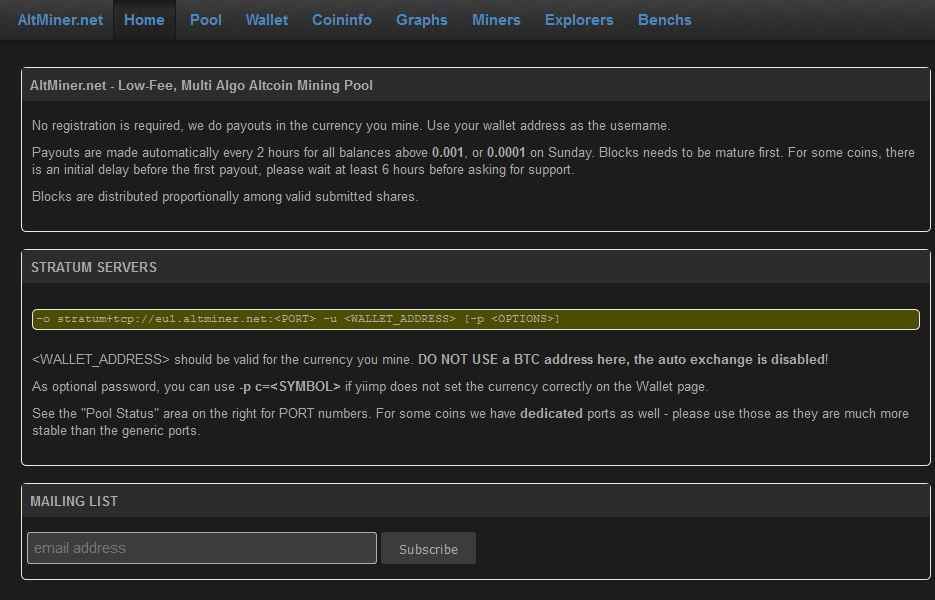 AltMiner.net Home Pool Wallet Coininfo Graphs Miners Explorers Benchs
AltMiner.net - Low-Fee, Multi Algo Altcoin Mining Pool
No registration is required, we do payouts in the currency you mine. Use your wallet address as the username.
Payouts are made automatically every 2 hours for all balances above 0.001, or 0.0001 on Sunday. Blocks needs to be mature first. For some coins, there
is an initial delay before the first payout, please wait at least 6 hours before asking for support.
Blocks are distributed proportionally among valid submitted shares.
STRATUM SERVERS
-o stratum+tcp://eu1.altminer.net:<PORT> -u <WALLET_ADDRESS> [-p <OPTIONS>]
<WALLET_ADDRESS> should be valid for the currency you mine. DO NOT USE a BTC address here, the auto exchange is disabled!
As optional password, you can use -p c=<SYMBOL> if yiimp does not set the currency correctly on the Wallet page.
See the "Pool Status" area on the right for PORT numbers. For some coins we have dedicated ports as well - please use those as they are much more
stable than the generic ports.
MAILING LIST
email address
Subscribe